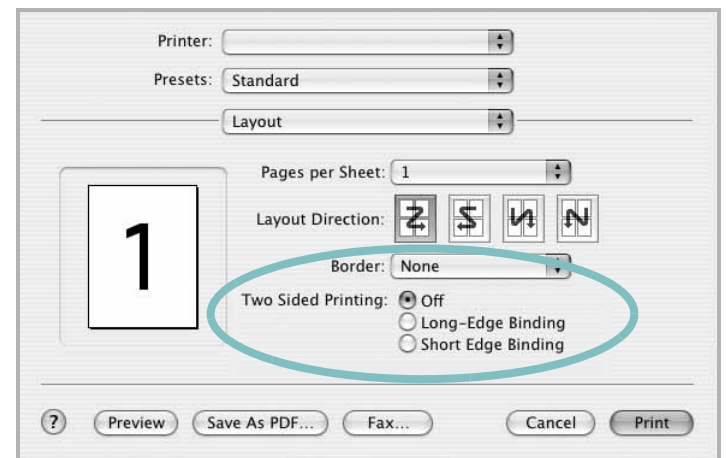 Printer:
Presets: Standard
Layout
Pages per Sheet: 1
Layout Direction:
1
Border: None
Two Sided Printing: Off
Long-Edge Binding
Short Edge Binding
? Preview Save As PDF... Fax... Cancel Print